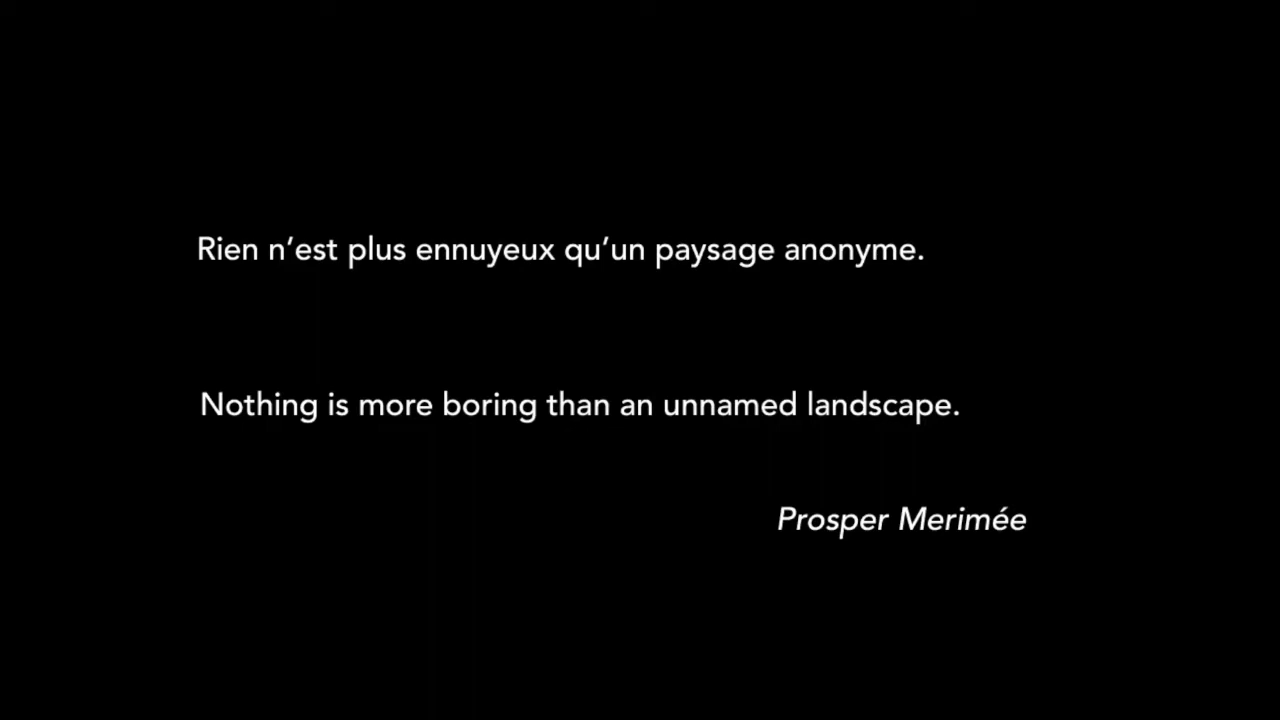 Rien n’est plus ennuyeux qu’un paysage anonyme.
Nothing is more boring than an unnamed landscape.
Prosper Merimée